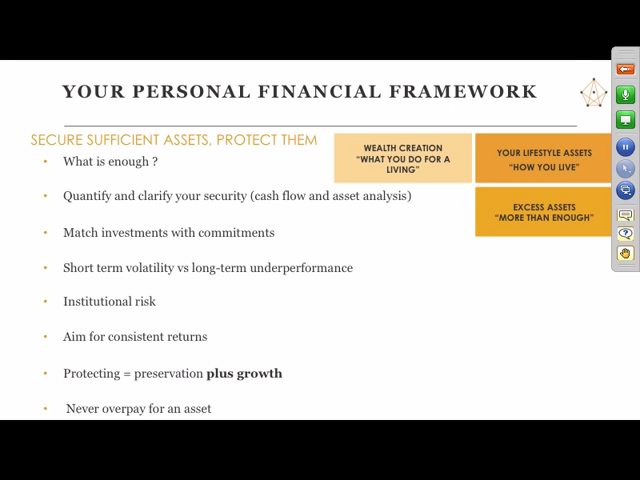 YOUR PERSONAL FINANCIAL FRAMEWORK
SECURE SUFFICIENT ASSETS, PROTECT THEM
WEALTH CREATION
"WHAT YOU DO FOR A
LIVING"
YOUR LIFESTYLE ASSETS
"HOW YOU LIVE"
EXCESS ASSETS
"MORE THAN ENOUGH"
• What is enough ?
• Quantify and clarify your security (cash flow and asset analysis)
• Match investments with commitments
• Short term volatility vs long-term underperformance
• Institutional risk
• Aim for consistent returns
• Protecting = preservation plus growth
• Never overpay for an asset